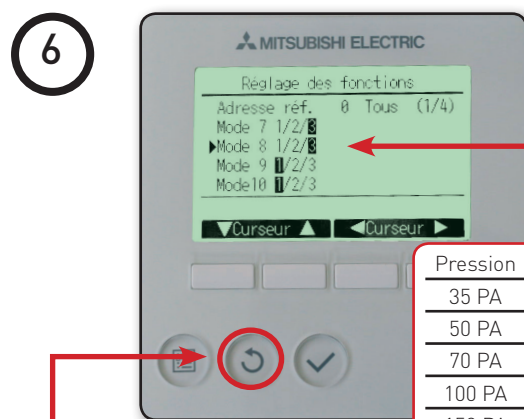 6
MITSUBISHI ELECTRIC
Réglage des fonctions
Adresse réf. 0 Tous (1/4)
Mode 7 1/2/3
▶Mode 8 1/2/3
Mode 9 1/2/3
Mode10 1/2/3
▼Curseur▲ ◀Curseur▶
Pression
35 PA
50 PA
70 PA
100 PA